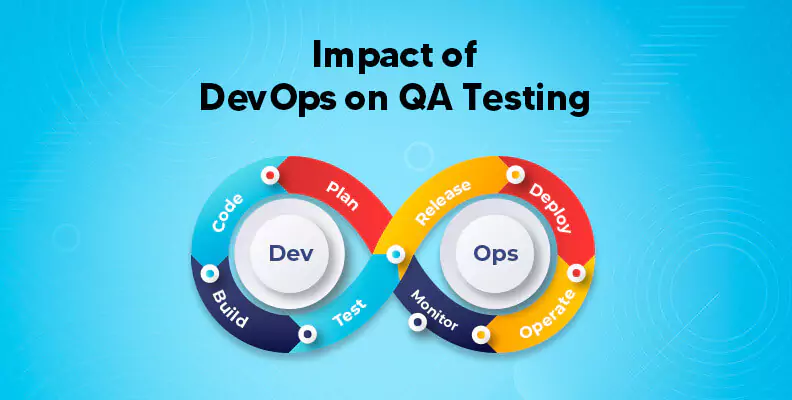 Impact of
DevOps on QA Testing
Plan
Code
Build
Test
Release
Deploy
Operate
Monitor
Dev
Ops